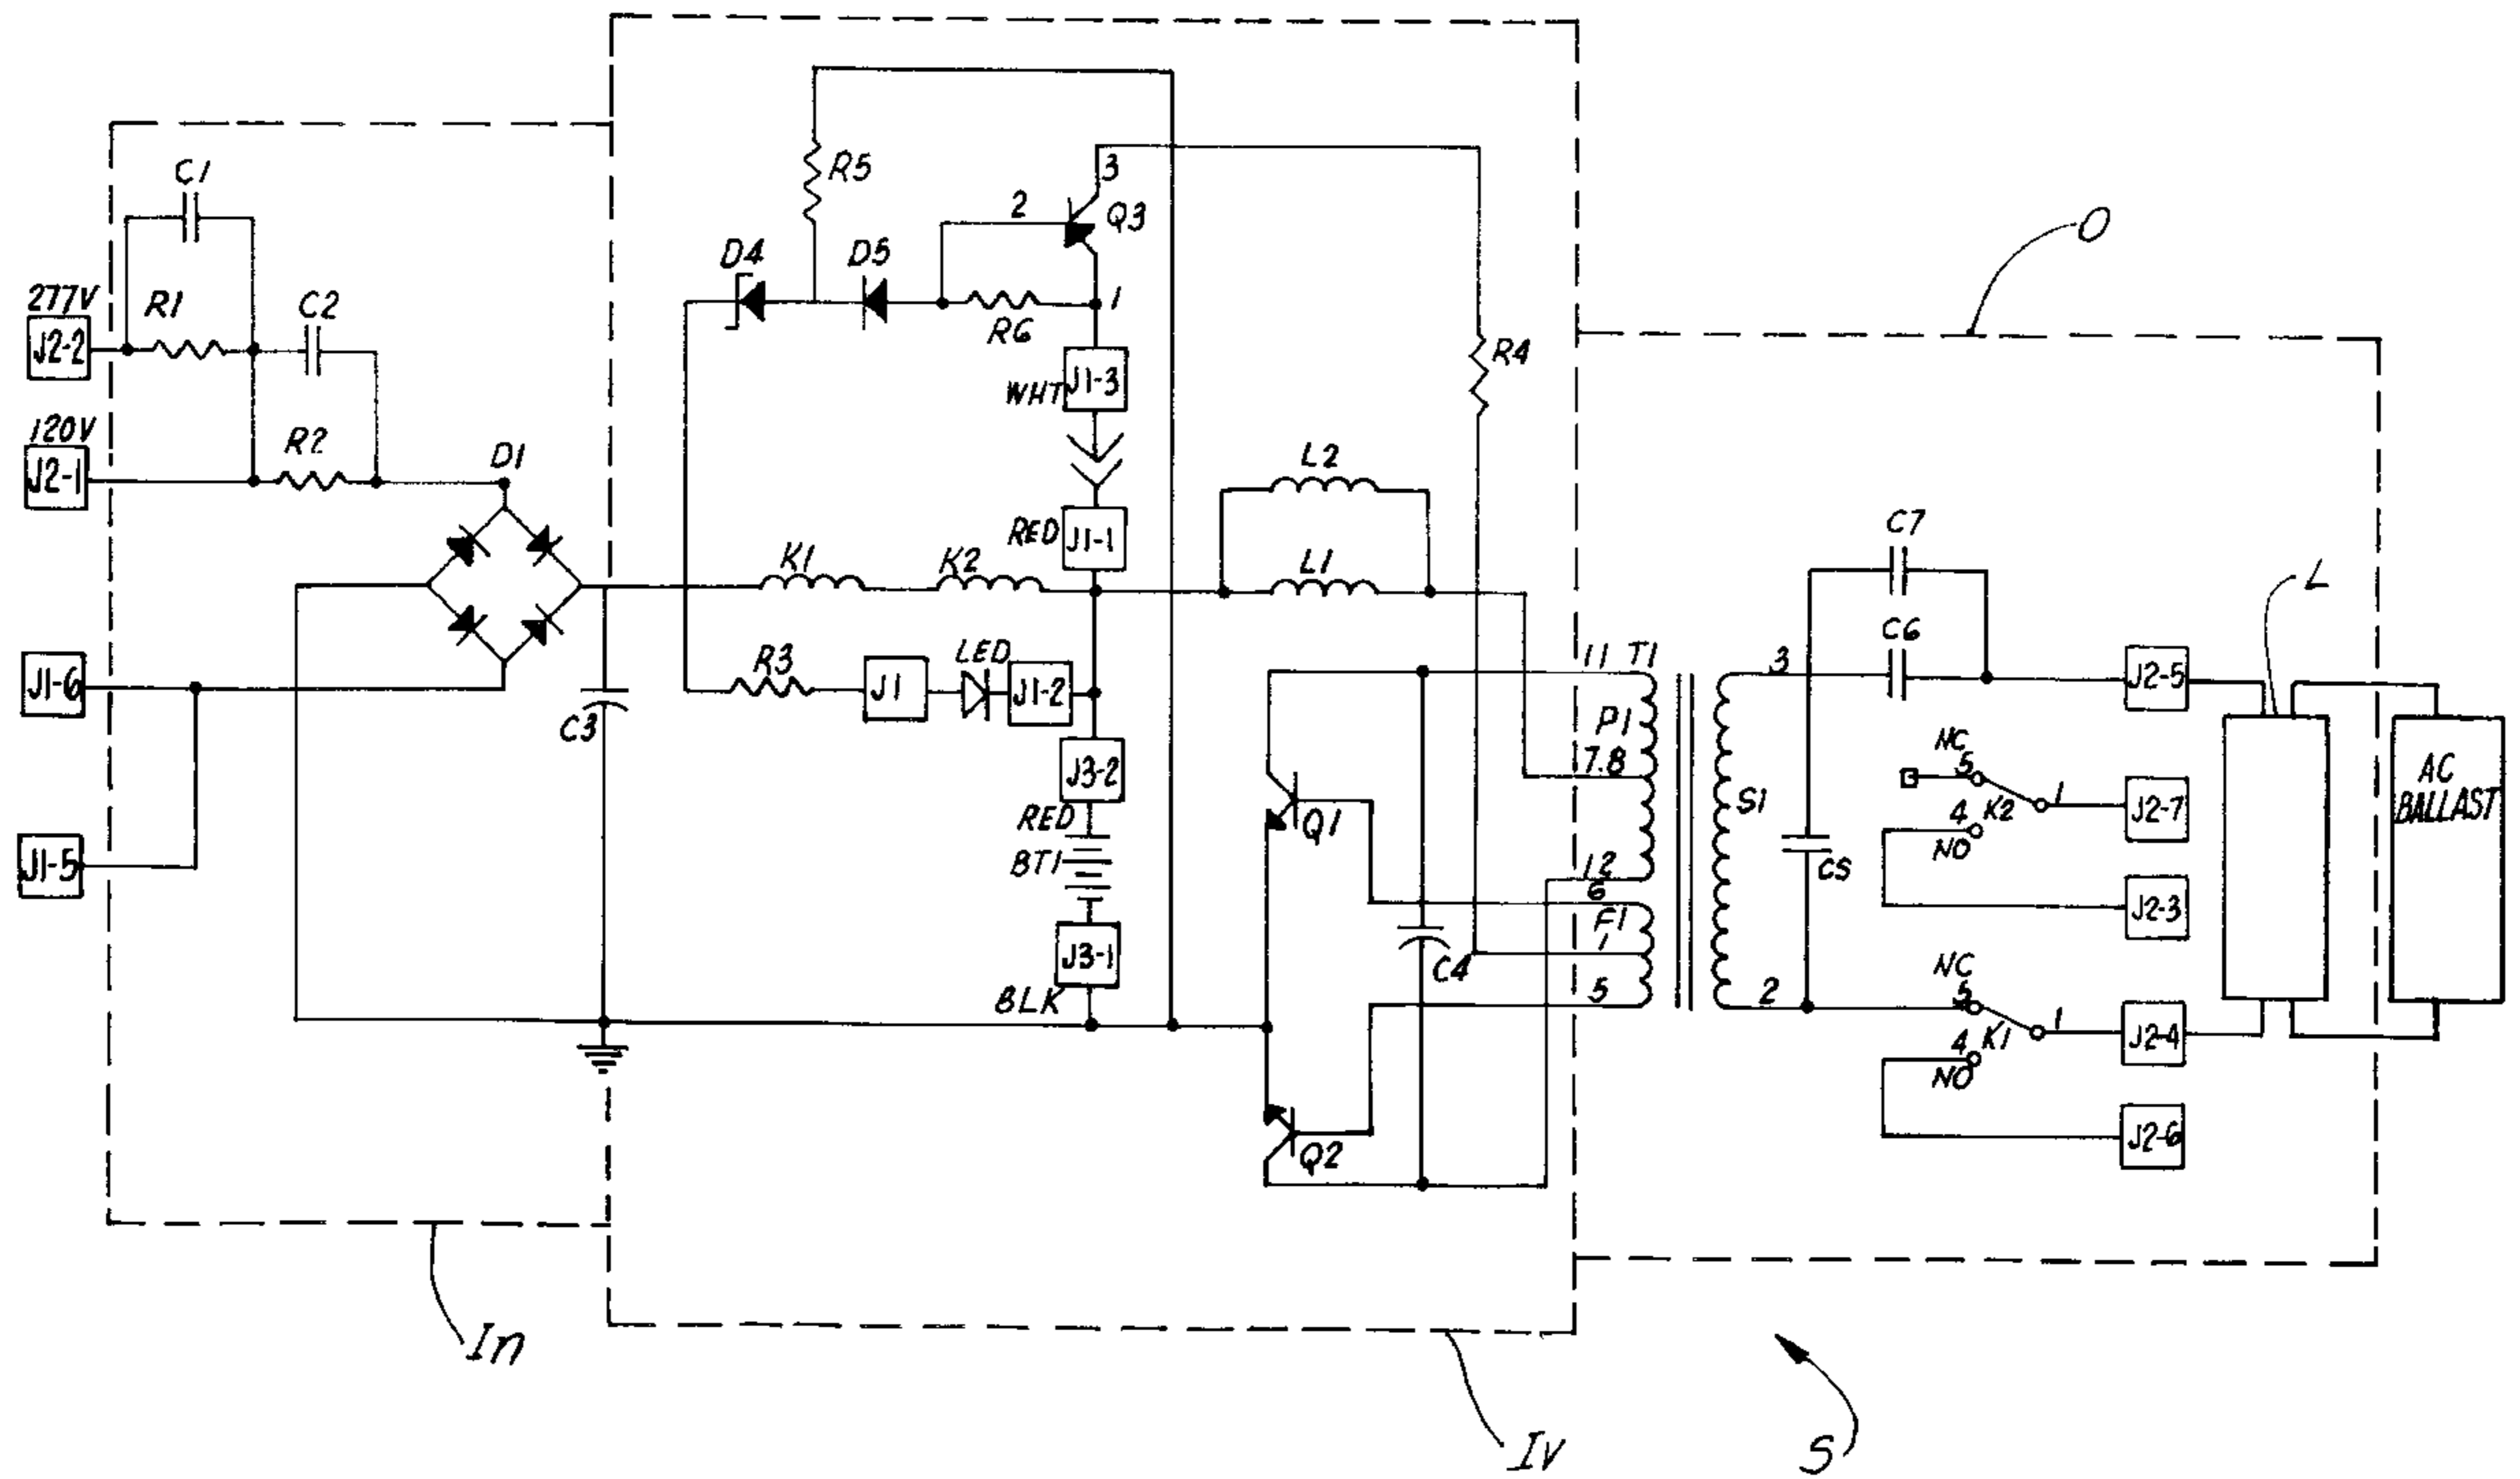 C1
277V
R1
C2
J2-2
120V
R2
D1
J2-1
J1-6
J1-5
In
R5
3
2
Q3
D4
D5
1
R6
J1-3
WHT
R4
RED
J1-1
L2
K1
K2
L1
R3
J1
LED
J1-2
C3
J3-2
RED
BT1
J3-1
BLK
11
T1
P1
7.8
12
6
F1
1
5
Q1
C4
Q2
Iv
O
C7
C6
L
3
J2-5
NC
5
K2
1
J2-7
4
NO
S1
C5
J2-3
NC
5
2
K1
1
J2-4
4
NO
J2-6
AC
BALLAST
S